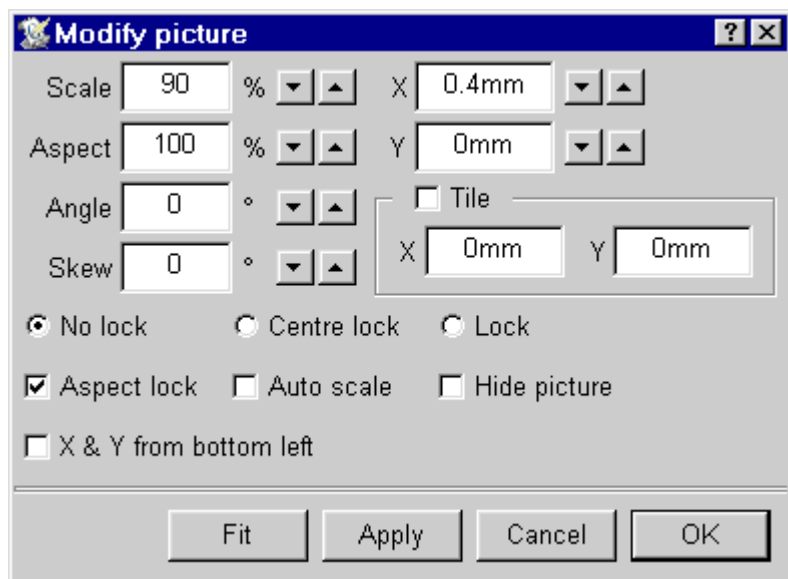 Modify picture ?
Scale 90 % X 0.4mm
Aspect 100 % Y 0mm
Angle 0 ° Tile
Skew 0 ° X 0mm Y 0mm
No lock Centre lock Lock
Aspect lock Auto scale Hide picture
X & Y from bottom left
Fit Apply Cancel OK